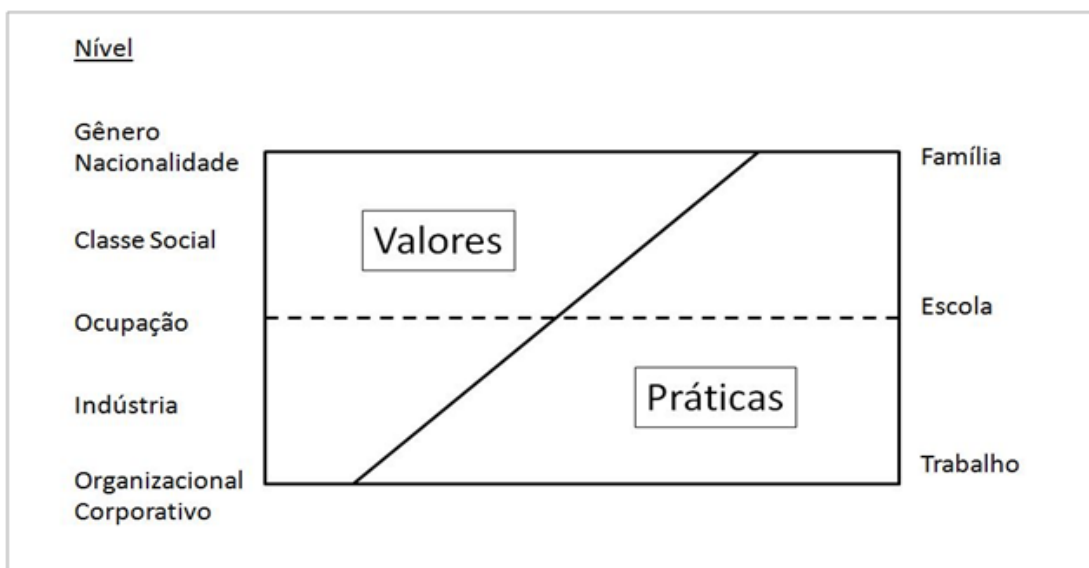 Nível
Gênero
Nacionalidade
Família
Classe Social
Valores
Ocupação
Escola
Indústria
Práticas
Organizacional
Corporativo
Trabalho